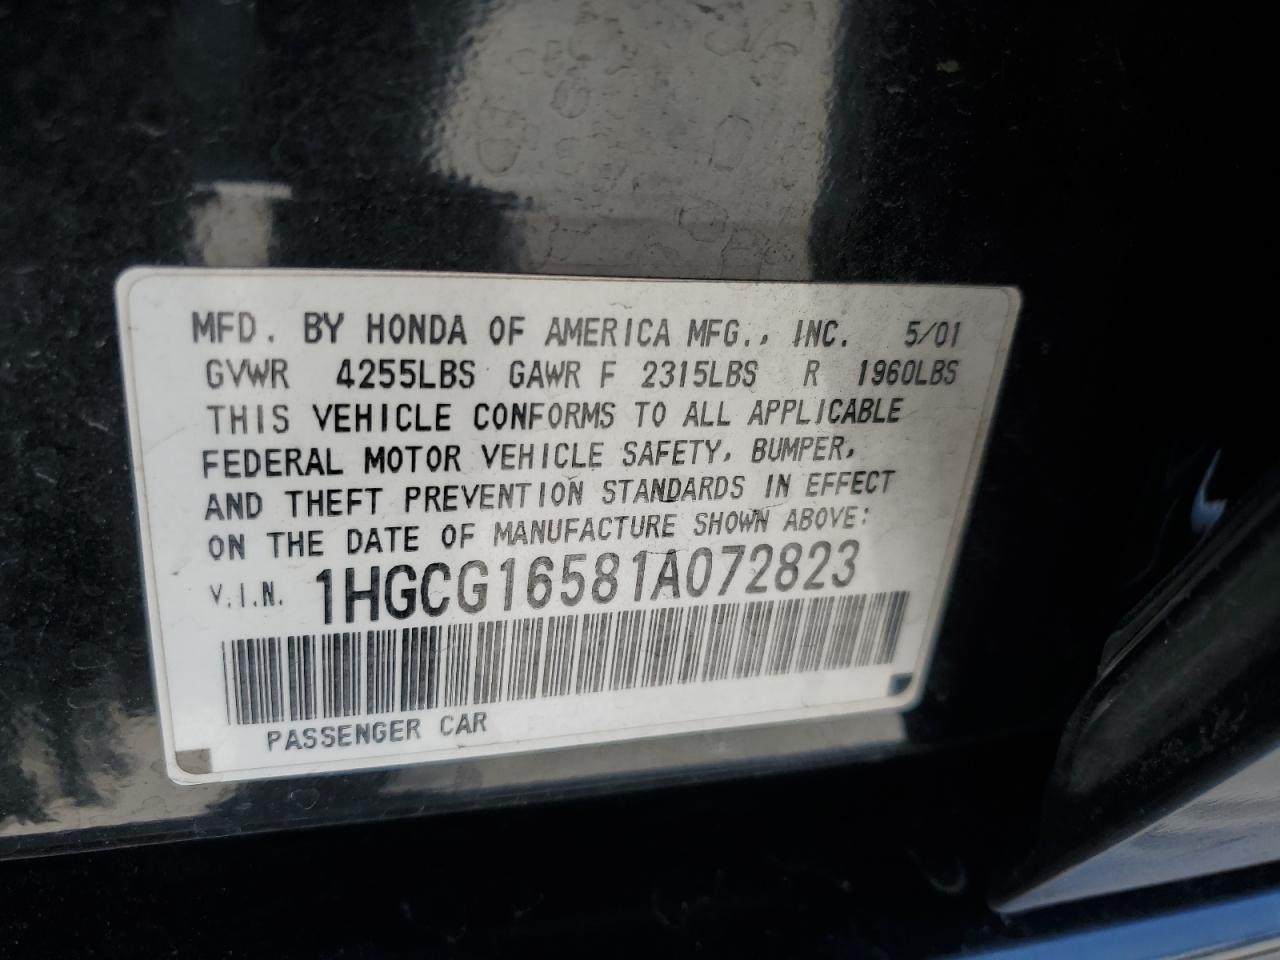 MFD. BY HONDA OF AMERICA MFG., INC. 5/01
GVWR 4255LBS GAWR F 2315LBS R 1960LBS
THIS VEHICLE CONFORMS TO ALL APPLICABLE
FEDERAL MOTOR VEHICLE SAFETY, BUMPER,
AND THEFT PREVENTION STANDARDS IN EFFECT
ON THE DATE OF MANUFACTURE SHOWN ABOVE:
V.I.N. 1HGCG16581A072823
PASSENGER CAR